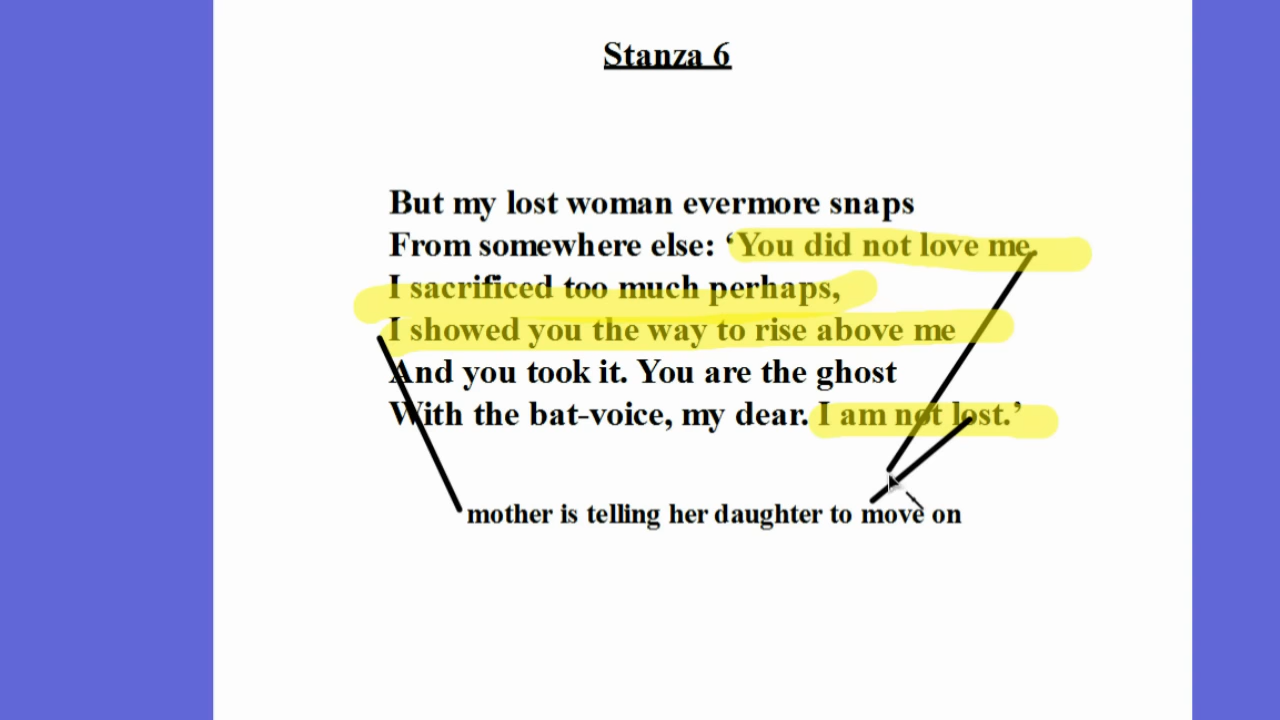 Stanza 6
But my lost woman evermore snaps
From somewhere else: ‘You did not love me.
I sacrificed too much perhaps,
I showed you the way to rise above me
And you took it. You are the ghost
With the bat-voice, my dear. I am not lost.’
mother is telling her daughter to move on